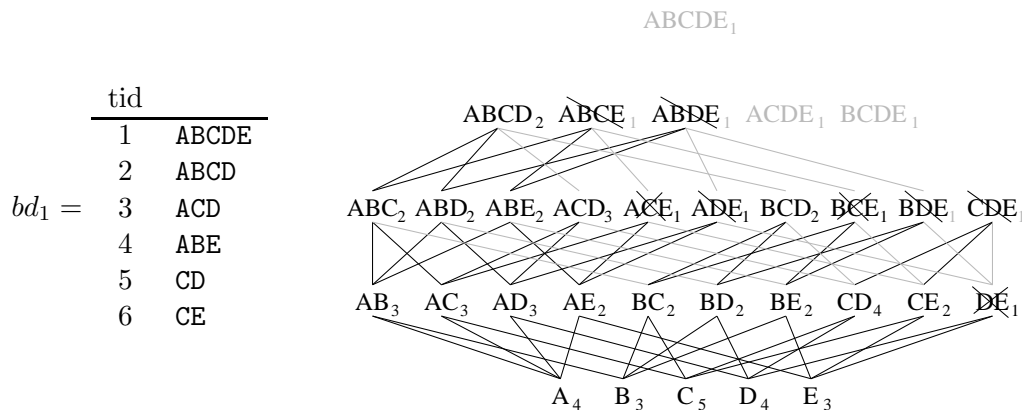 ABCDE1
tid
ABCD2 ABCE1 ABDE1 ACDE1 BCDE1
1 ABCDE
2 ABCD
bd1 = 3 ACD
ABC2 ABD2 ABE2 ACD3 ACE1 ADE1 BCD2 BCE1 BDE1 CDE1
4 ABE
5 CD
6 CE
AB3 AC3 AD3 AE2 BC2 BD2 BE2 CD4 CE2 DE1
A4 B3 C5 D4 E3